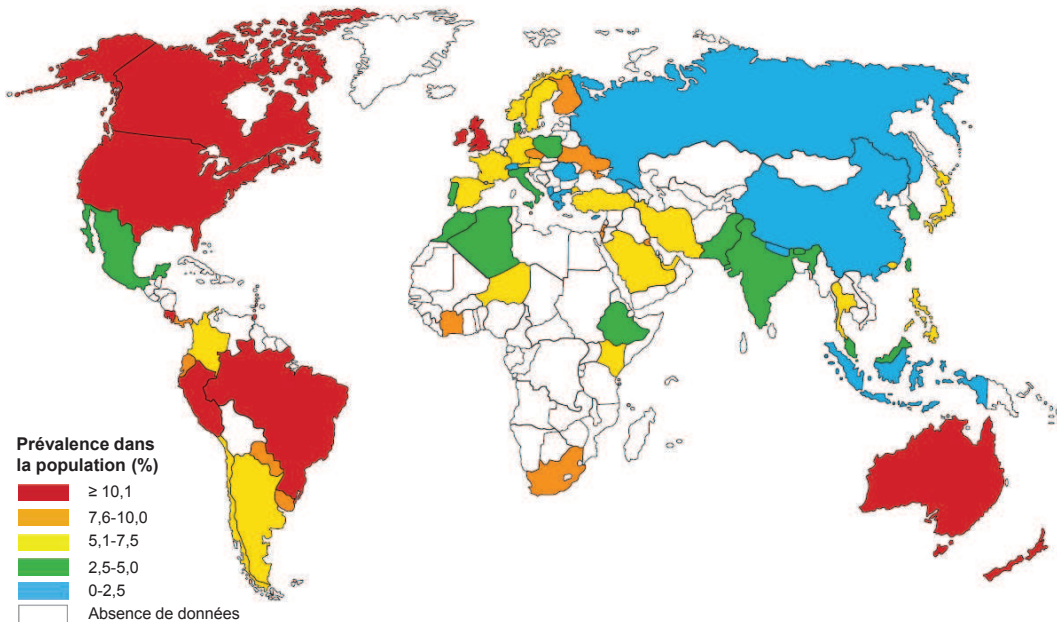 Prévalence dans
la population (%)
≥ 10,1
7,6-10,0
5,1-7,5
2,5-5,0
0-2,5
Absence de données